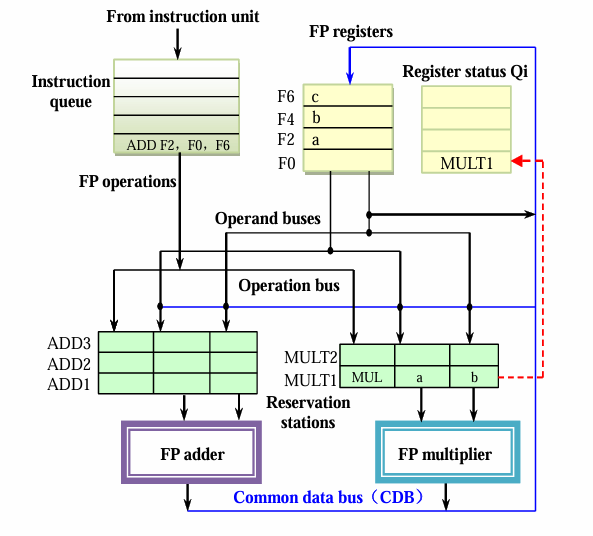 From instruction unit
FP registers
Instruction
queue
Register status Qi
F6 c
F4 b
F2 a
F0
ADD F2，F0，F6
MULT1
FP operations
Operand buses
Operation bus
ADD3
ADD2
ADD1
MULT2
MULT1 MUL a b
Reservation
stations
FP adder
FP multiplier
Common data bus（CDB）